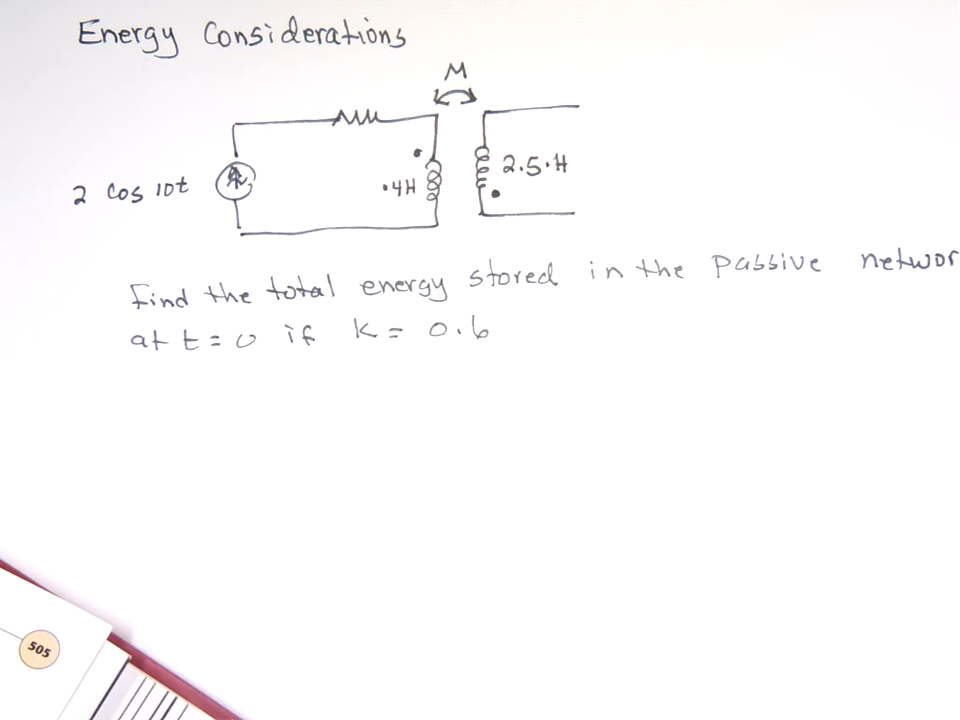 Energy Considerations
M
2 cos 10t
.4H
2.5.H
Find the total energy stored in the passive networ
at t = 0 if K = 0.6
505